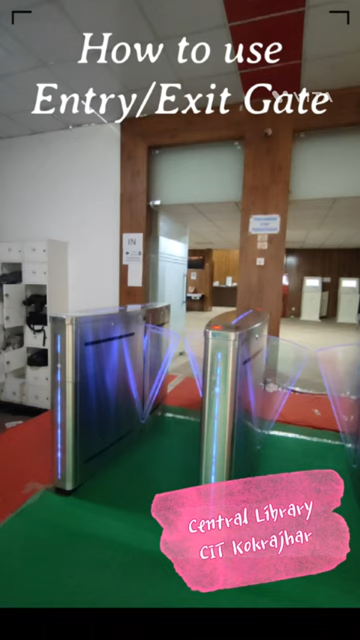 How to use
Entry/Exit Gate
IN
Central Library
CIT Kokrajhar